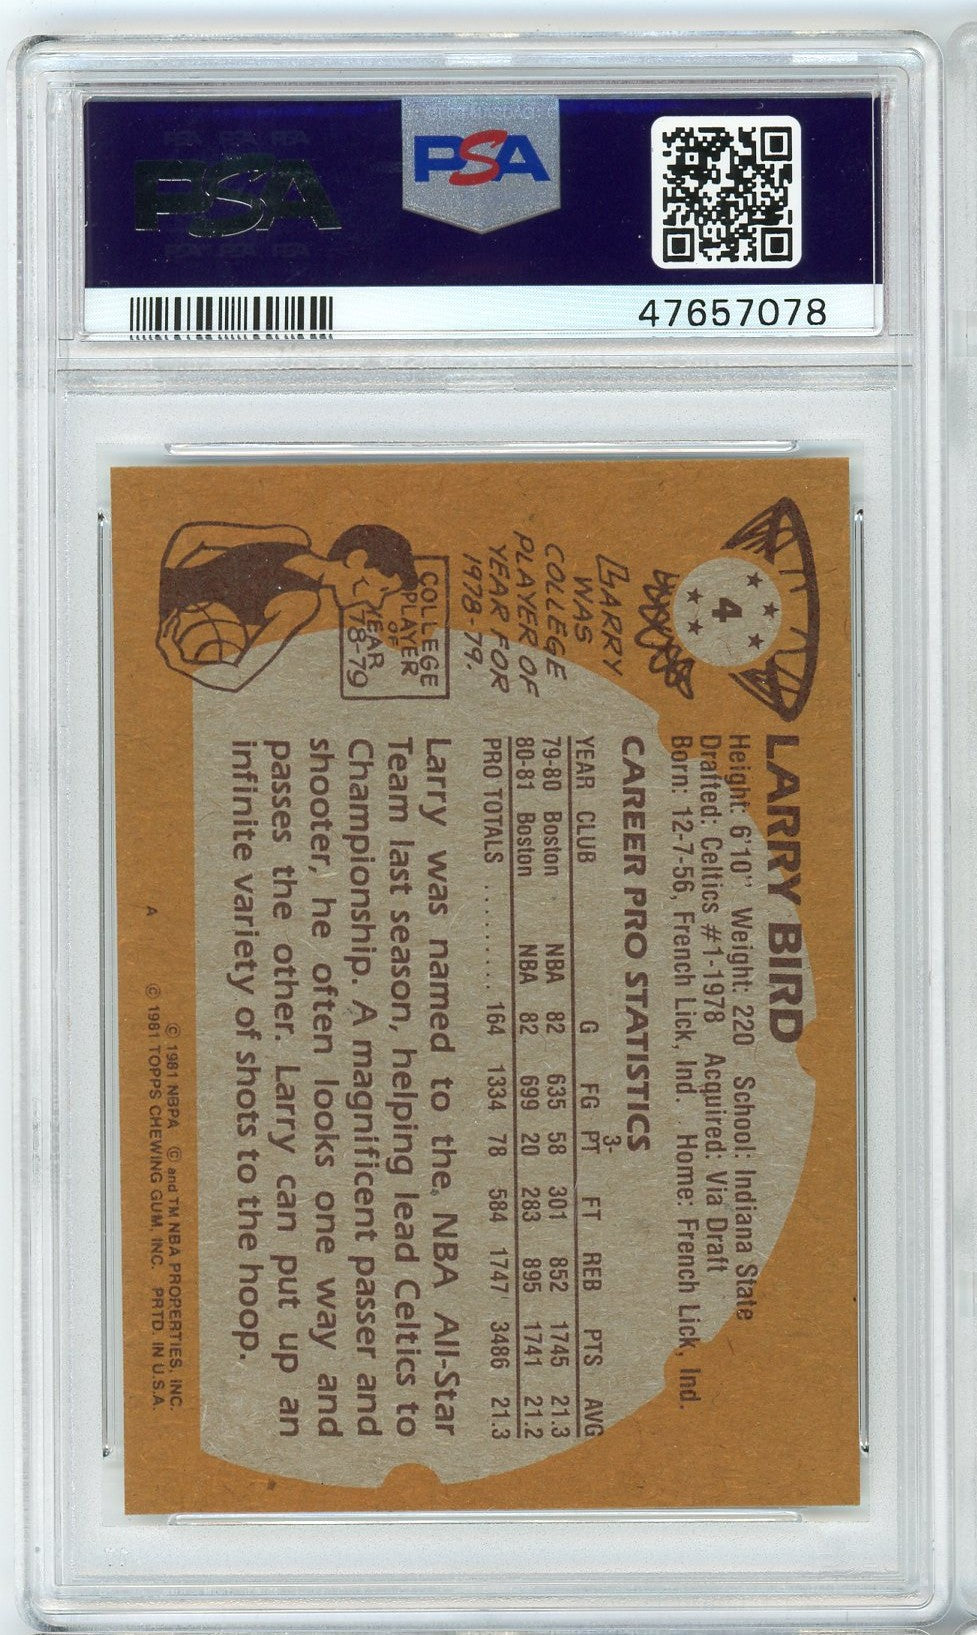 PSA
PSA
47657078
4
LARRY BIRD
Height: 6'10" Weight: 220 School: Indiana State
Drafted: Celtics #1-1978 Acquired: Via Draft
Born: 12-7-56, French Lick, Ind. Home: French Lick, Ind.
CAREER PRO STATISTICS
YEAR CLUB G FG 3-PT FT REB PTS AVG
79-80 Boston NBA 82 635 58 301 852 1745 21.3
80-81 Boston NBA 82 699 20 283 895 1741 21.2
PRO TOTALS ......... 164 1334 78 584 1747 3486 21.3
Larry was named to the NBA All-Star
Team last season, helping lead Celtics to
Championship. A magnificent passer and
shooter, he often looks one way and
passes the other. Larry can put up an
infinite variety of shots to the hoop.
LARRY
WAS
COLLEGE
PLAYER OF
YEAR FOR
1978-79.
COLLEGE
PLAYER
OF
YEAR
78-79
A
© 1981 NBPA © and TM NBA PROPERTIES, INC.
© 1981 TOPPS CHEWING GUM, INC. PRTD. IN U.S.A.